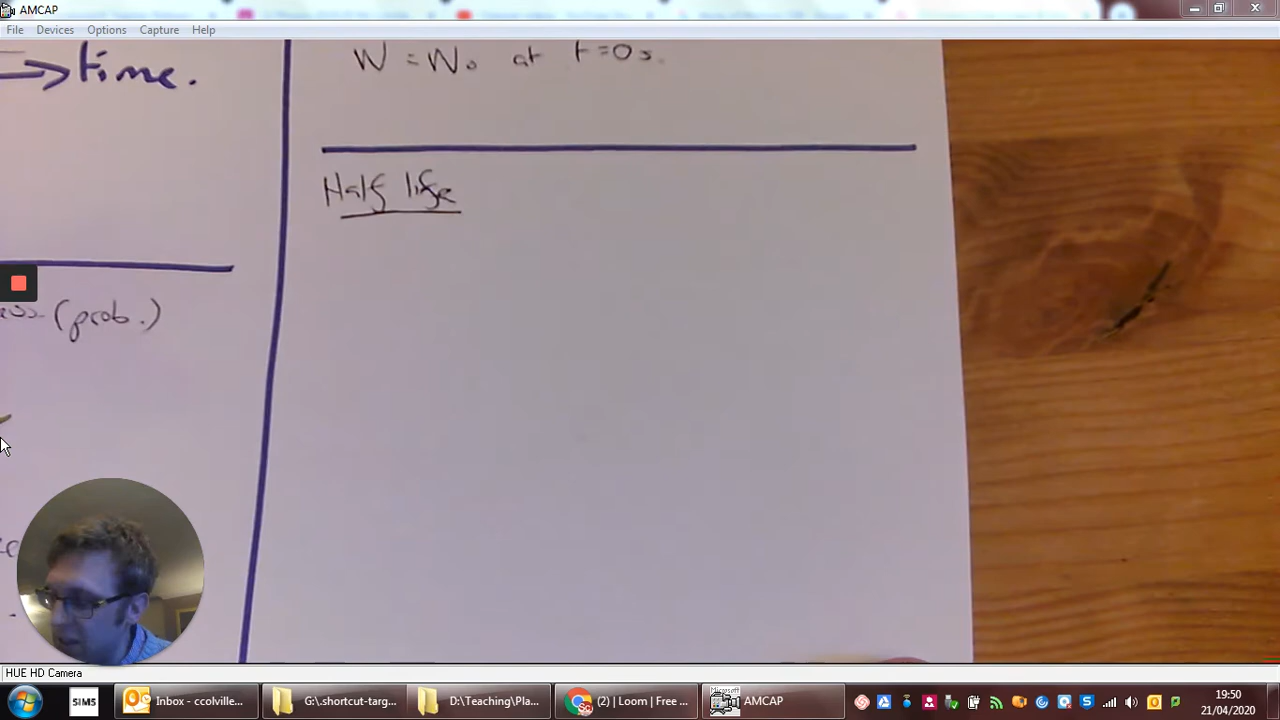 AMCAP
File Devices Options Capture Help
→ time.
W = W₀ at t=0s.
Half life
(prob.)
HUE HD Camera
SIMS
Inbox - ccolville...
G:\.shortcut-targ...
D:\Teaching\Pla...
(2) | Loom | Free ...
Microsoft
AMCAP
19:50
21/04/2020